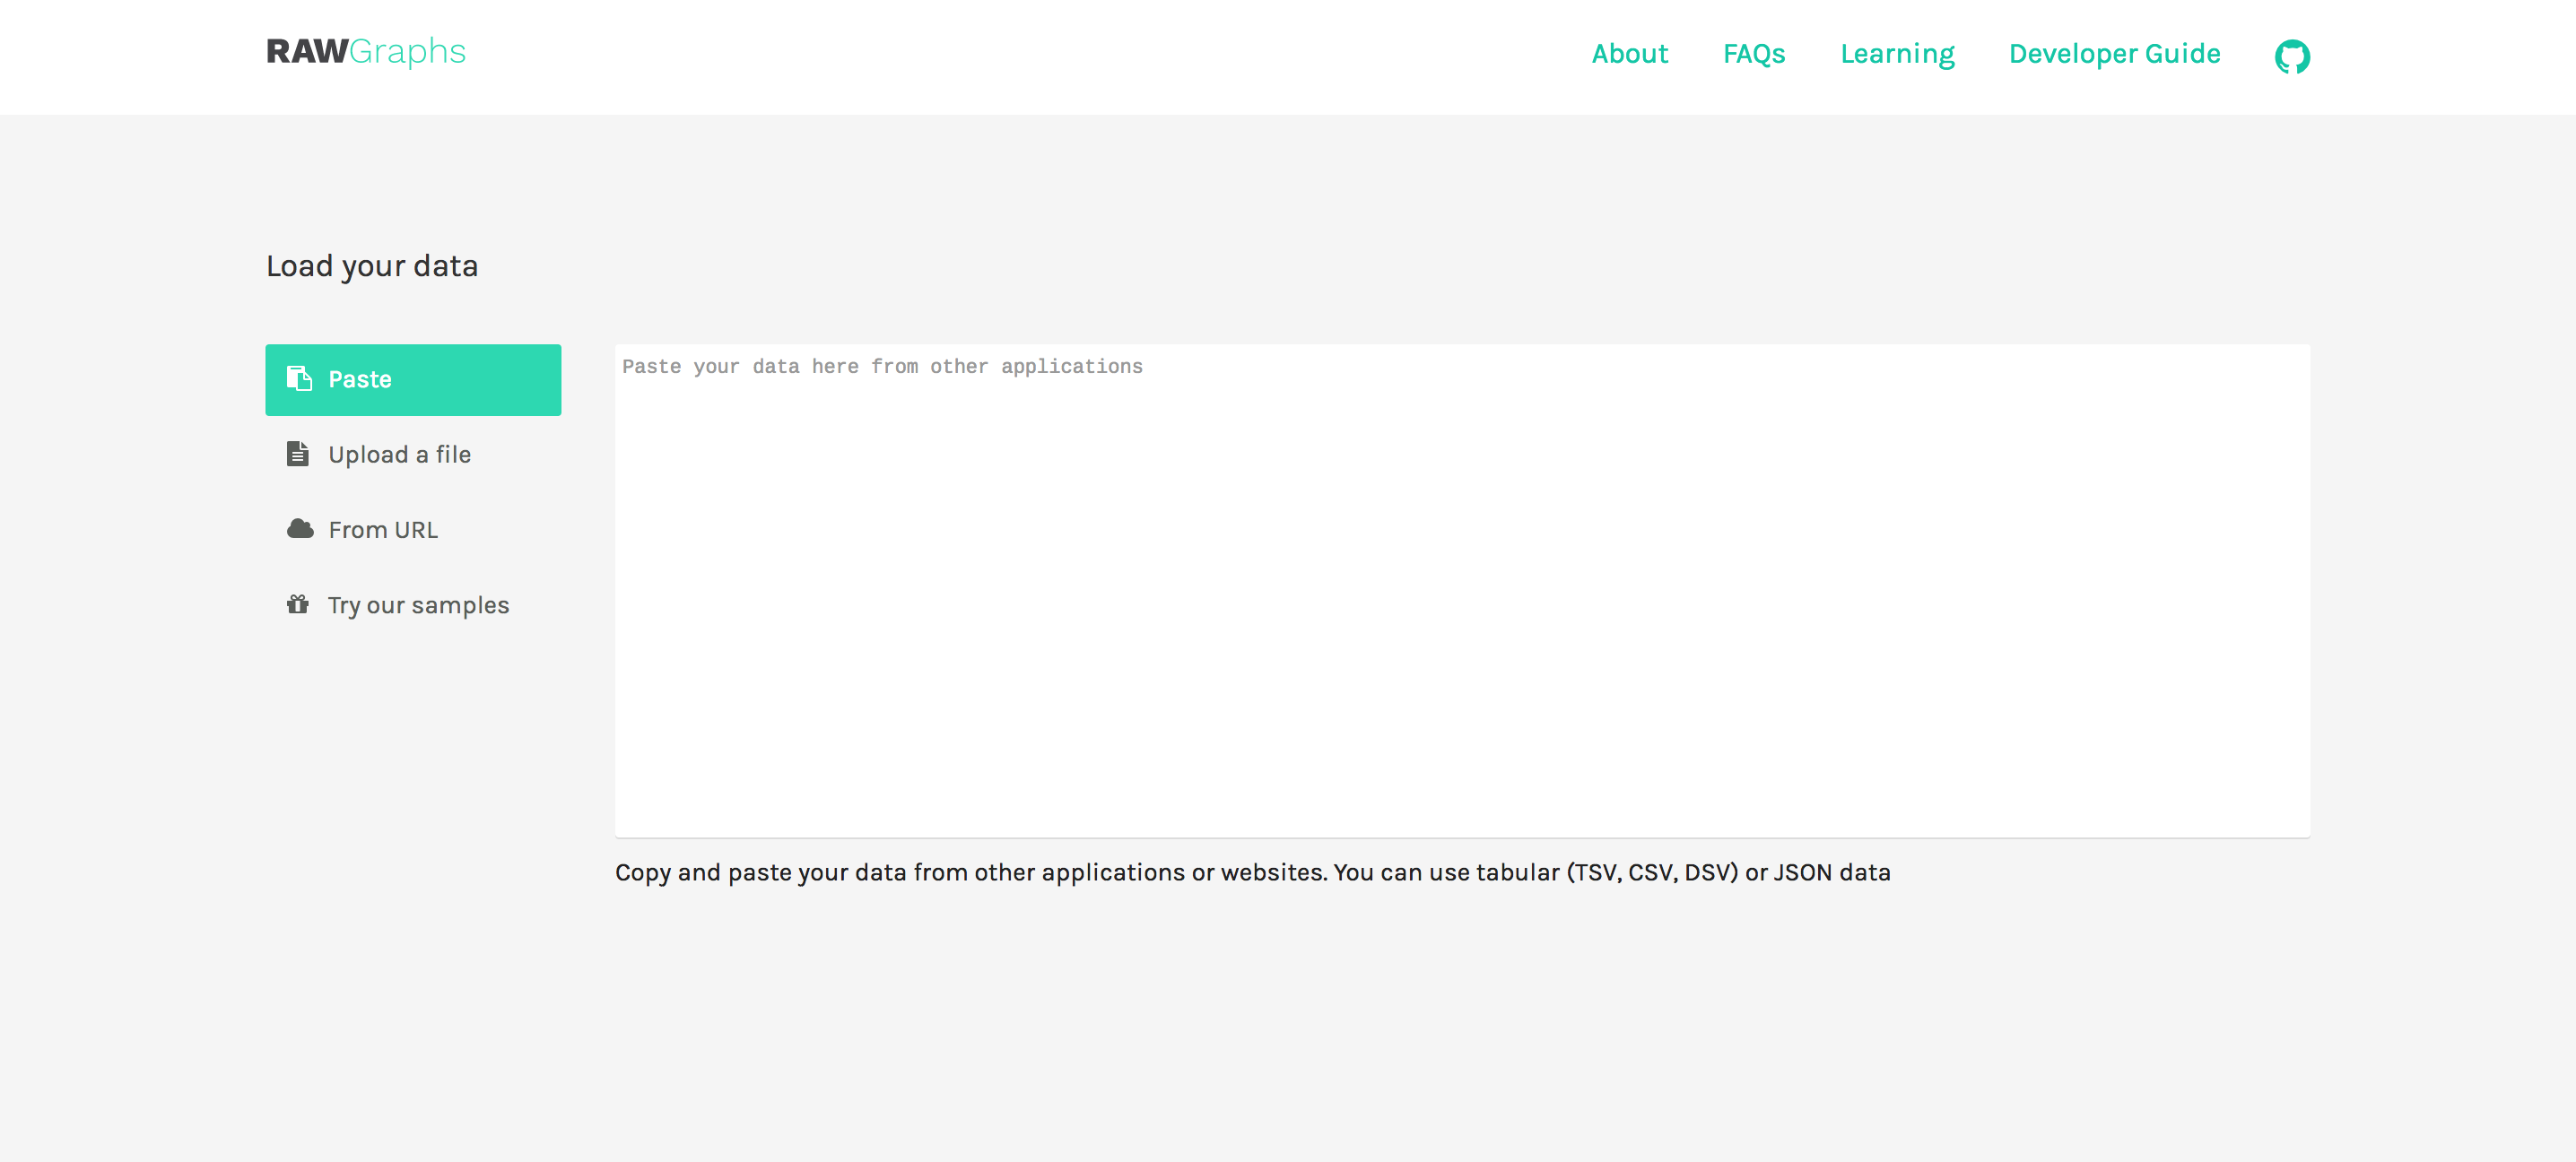 RAWGraphs
About FAQs Learning Developer Guide
Load your data
Paste
Upload a file
From URL
Try our samples
Paste your data here from other applications
Copy and paste your data from other applications or websites. You can use tabular (TSV, CSV, DSV) or JSON data